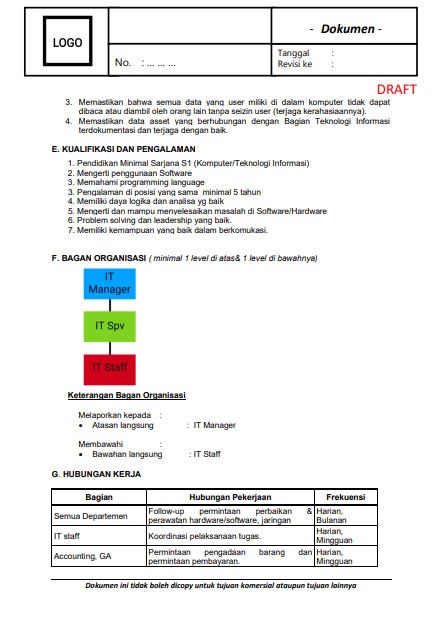 LOGO
- Dokumen -
No. : ... ... ...
Tanggal :
Revisi ke :
DRAFT
3. Memastikan bahwa semua data yang user miliki di dalam komputer tidak dapat
dibaca atau diambil oleh orang lain tanpa seizin user (terjaga kerahasiaannya).
4. Memastikan data asset yang berhubungan dengan Bagian Teknologi Informasi
terdokumentasi dan terjaga dengan baik.
E. KUALIFIKASI DAN PENGALAMAN
1. Pendidikan Minimal Sarjana S1 (Komputer/Teknologi Informasi)
2. Mengerti penggunaan Software
3. Memahami programming language
3. Pengalaman di posisi yang sama minimal 5 tahun
4. Memiliki daya logika dan analisa yg baik
5. Mengerti dan mampu menyelesaikan masalah di Software/Hardware
6. Problem solving dan leadership yang baik.
7. Memiliki kemampuan yang baik dalam berkomukasi.
F. BAGAN ORGANISASI ( minimal 1 level di atas& 1 level di bawahnya)
IT
Manager
IT Spv
IT Staff
Keterangan Bagan Organisasi
Melaporkan kepada :
• Atasan langsung : IT Manager
Membawahi :
• Bawahan langsung : IT Staff
G. HUBUNGAN KERJA
Bagian Hubungan Pekerjaan Frekuensi
Semua Departemen Follow-up permintaan perbaikan & perawatan hardware/software, jaringan Harian, Bulanan
IT staff Koordinasi pelaksanaan tugas. Harian, Mingguan
Accounting, GA Permintaan pengadaan barang dan permintaan pembayaran. Harian, Mingguan
Dokumen ini tidak boleh dicopy untuk tujuan komersial ataupun tujuan lainnya